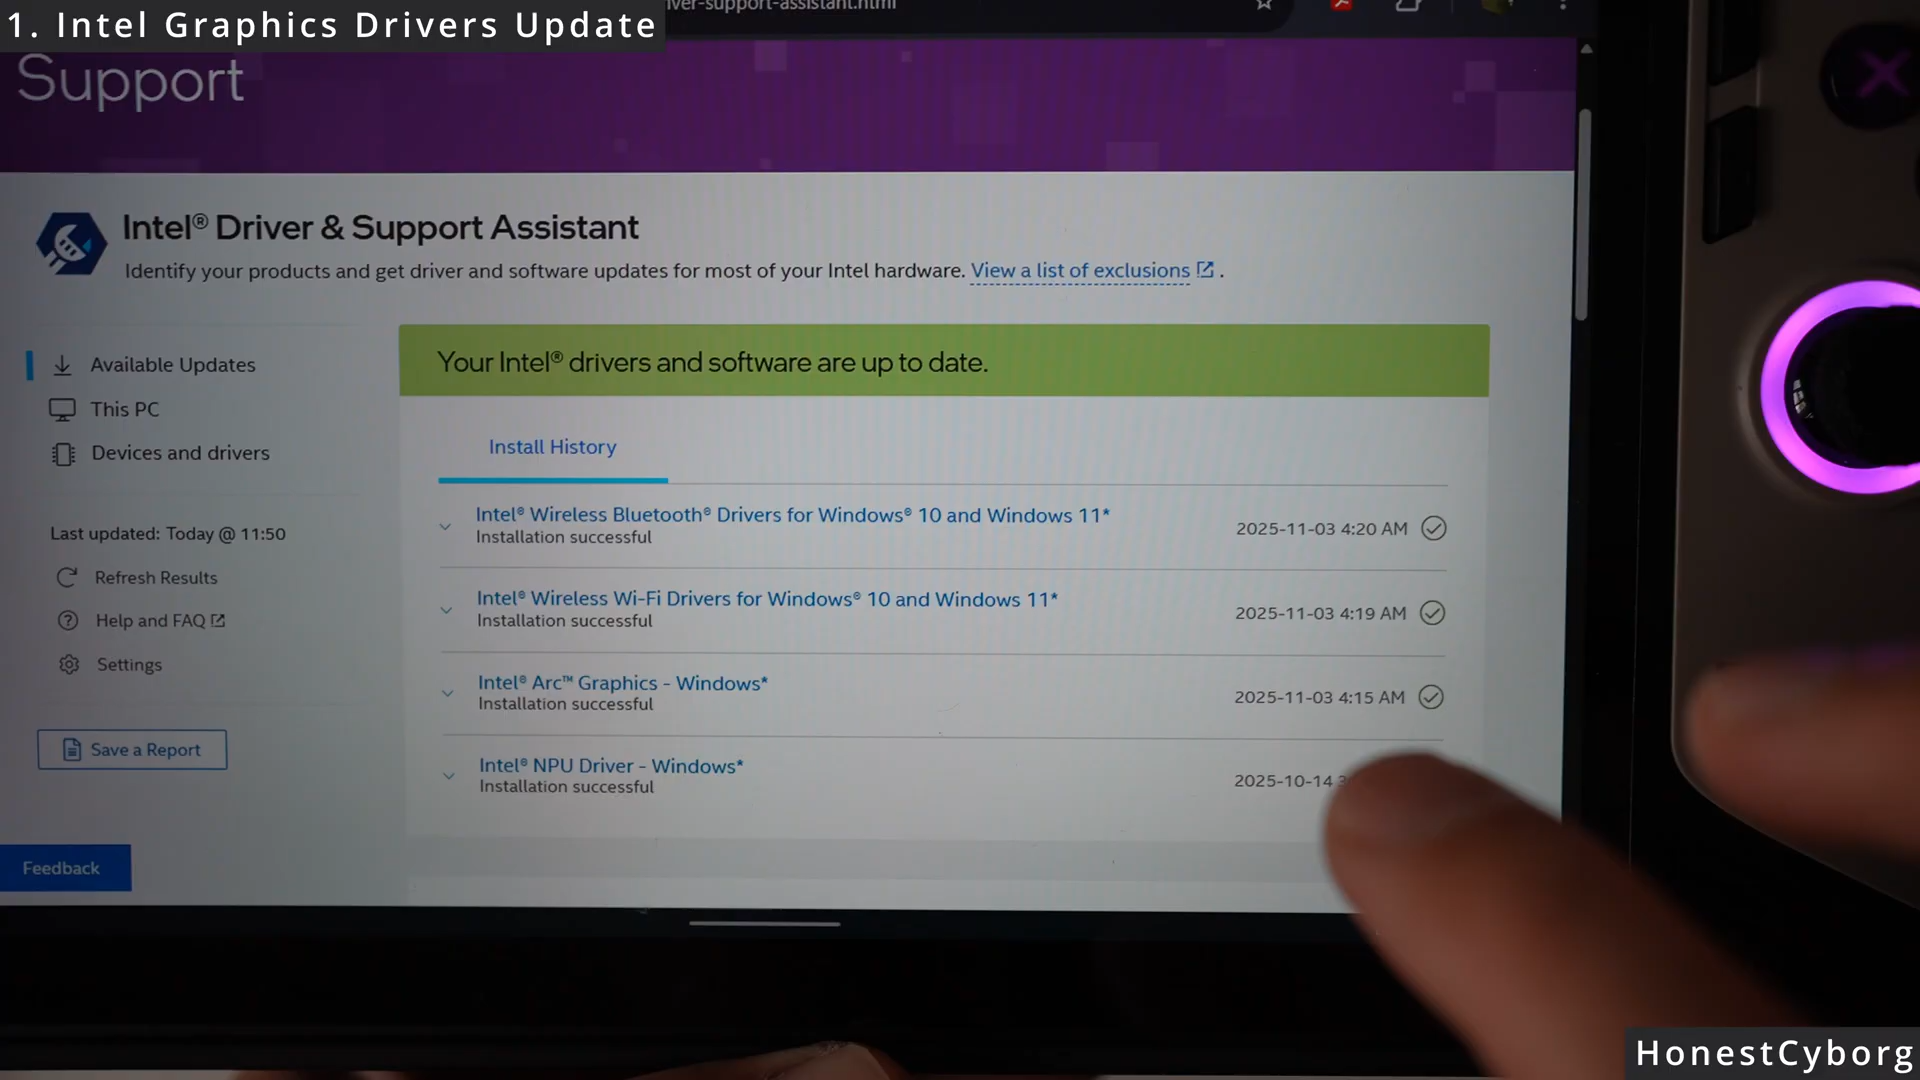 1. Intel Graphics Drivers Update
Support
Intel® Driver & Support Assistant
Identify your products and get driver and software updates for most of your Intel hardware. View a list of exclusions.
Available Updates
This PC
Devices and drivers
Last updated: Today @ 11:50
Refresh Results
Help and FAQ
Settings
Save a Report
Feedback
Your Intel® drivers and software are up to date.
Install History
Intel® Wireless Bluetooth® Drivers for Windows® 10 and Windows 11*
Installation successful
2025-11-03 4:20 AM
Intel® Wireless Wi-Fi Drivers for Windows® 10 and Windows 11*
Installation successful
2025-11-03 4:19 AM
Intel® Arc™ Graphics - Windows*
Installation successful
2025-11-03 4:15 AM
Intel® NPU Driver - Windows*
Installation successful
2025-10-14
X
HonestCyborg